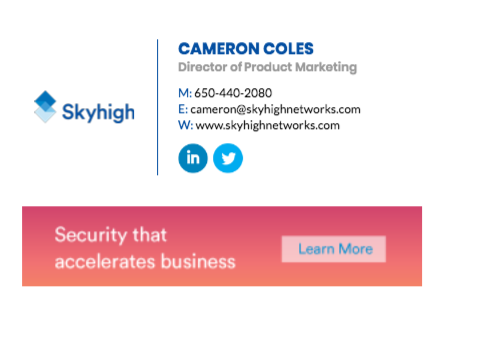 Skyhigh
CAMERON COLES
Director of Product Marketing
M: 650-440-2080
E: cameron@skyhighnetworks.com
W: www.skyhighnetworks.com
in
Security that
accelerates business
Learn More